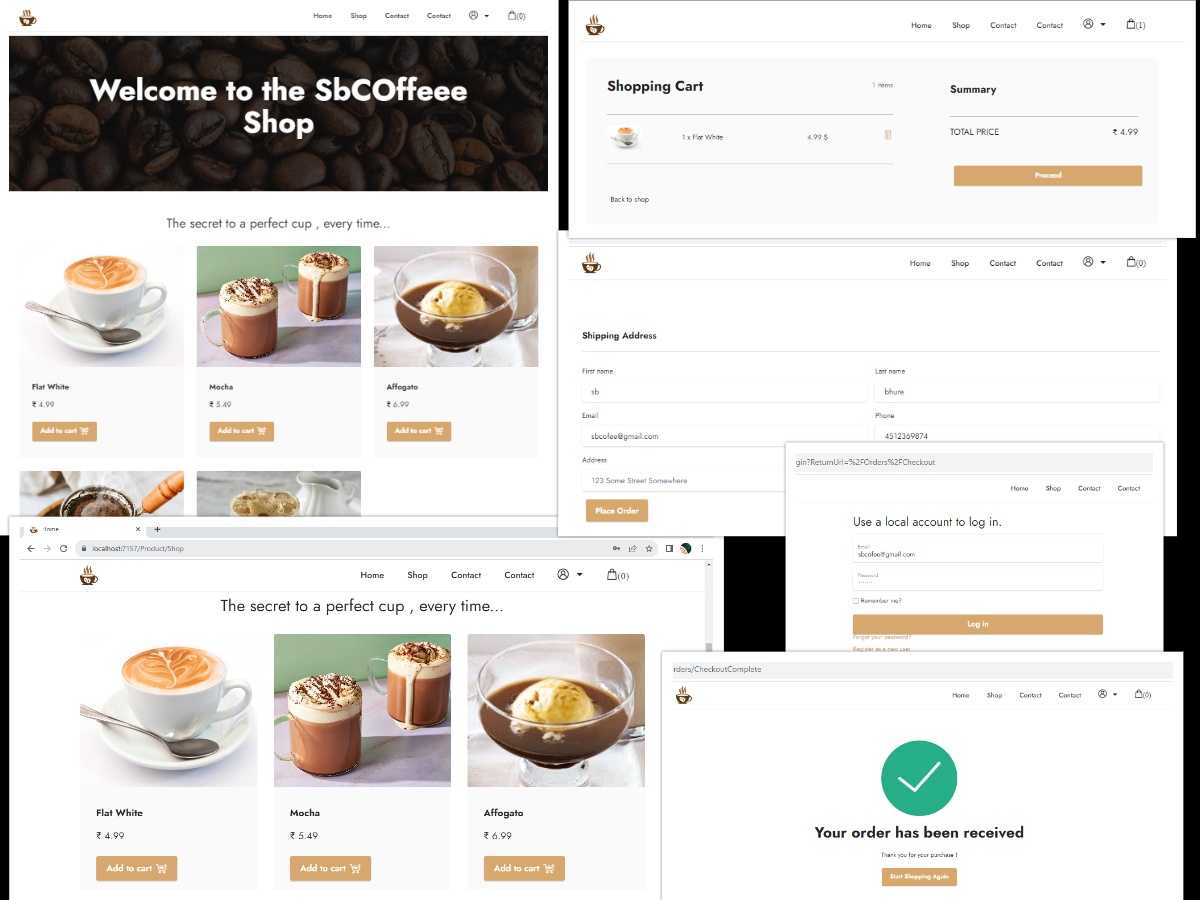 Home Shop Contact Contact (0)
Welcome to the SbCOffeee
Shop
The secret to a perfect cup , every time...
Flat White Mocha Affogato
₹ 4.99 ₹ 5.49 ₹ 6.99
Add to cart Add to cart Add to cart
Home Shop Contact Contact (1)
Shopping Cart 1 items
1 x Flat White 4.99 $
Back to shop
Summary
TOTAL PRICE ₹ 4.99
Proceed
Home Shop Contact Contact (0)
Shipping Address
First name Last name
sb bhure
Email Phone
sbcofee@gmail.com 4512369874
Address
123 Some Street Somewhere
Place Order
gin?ReturnUrl=%2FOrders%2FCheckout
Home Shop Contact Contact
Use a local account to log in.
Email
sbcofee@gmail.com
Password
Remember me?
Log in
Forgot your password?
Register as a new user
Home
localhost:7157/Product/Shop
Home Shop Contact Contact (0)
The secret to a perfect cup , every time...
Flat White Mocha Affogato
₹ 4.99 ₹ 5.49 ₹ 6.99
Add to cart Add to cart Add to cart
rders/CheckoutComplete
Home Shop Contact Contact (0)
Your order has been received
Thank you for your purchase !
Start Shopping Again